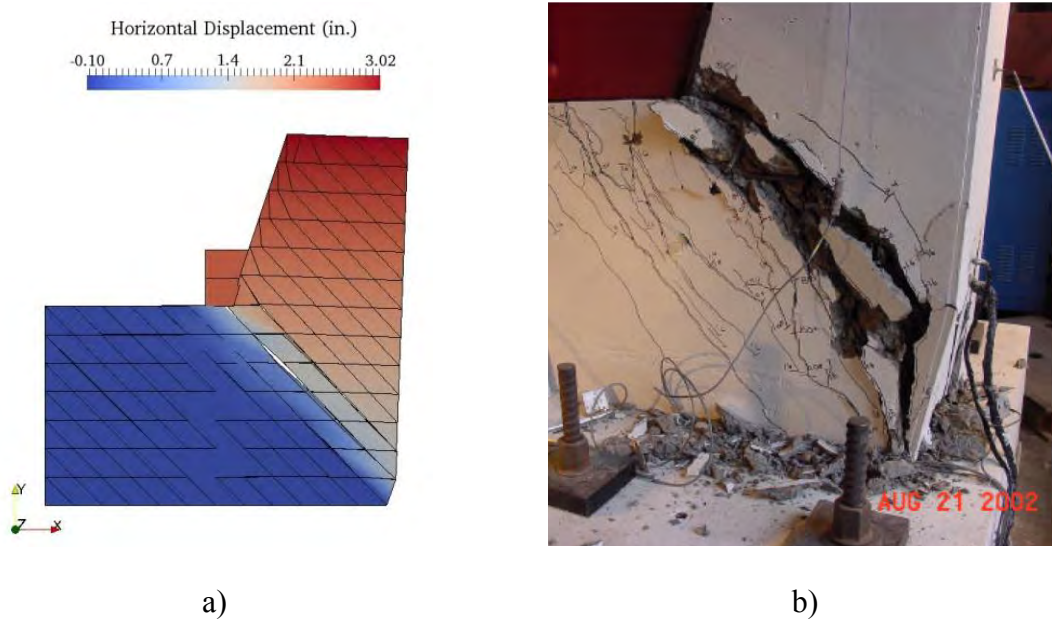 Horizontal Displacement (in.)
-0.10 0.7 1.4 2.1 3.02
Y
Z X
AUG 21 2002
a) b)